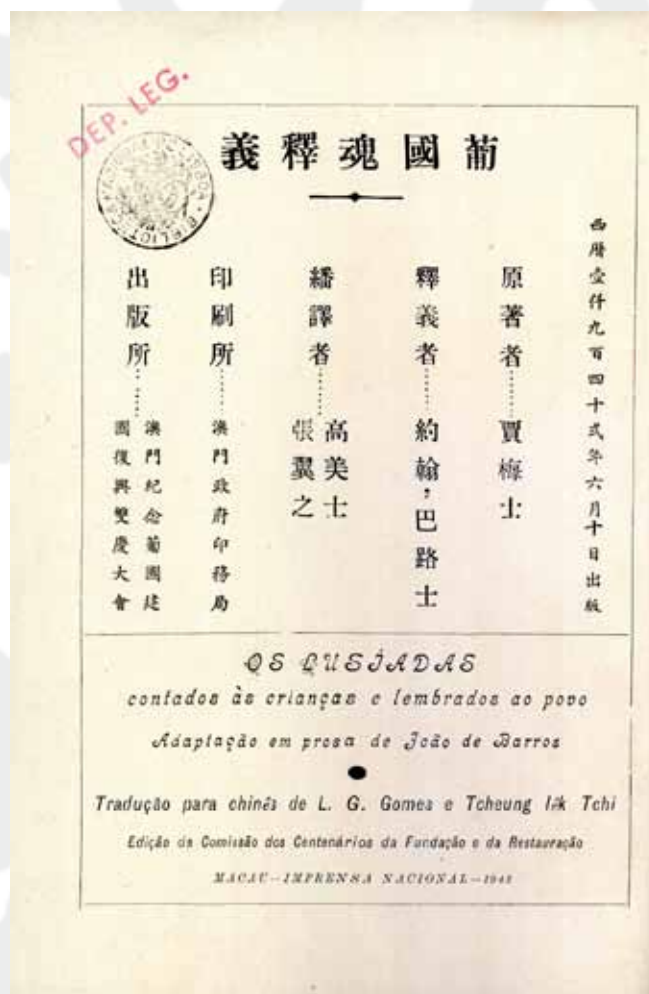 DEP. LEG.
葡國魂釋義
西曆壹仟九百四十弍年六月十日出版
原著者……賈梅士
釋義者……約翰，巴路士
繙譯者……高美士
張翼之
印刷所……澳門政府印務局
出版所……澳門紀念葡國建
國復興雙慶大會
OS LUSÍADAS
contados às crianças e lembrados ao povo
Adaptação em prosa de João de Barros
Tradução para chinês de L. G. Gomes e Tcheung Iêk Tchi
Edição da Comissão dos Centenários da Fundação e da Restauração
MACAU—IMPRENSA NACIONAL—1942